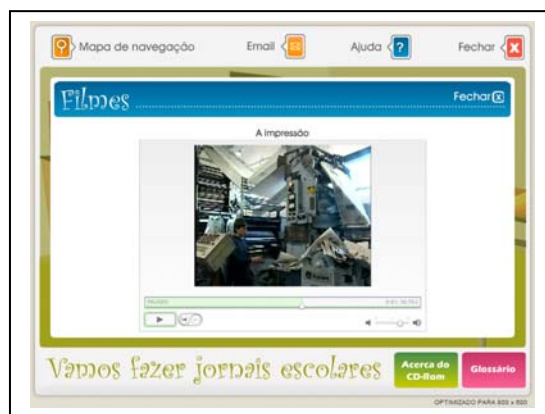 Mapa de navegação Email Ajuda ? Fechar X
Filmes Fechar X
A impressão
Vamos fazer jornais escolares Acerca do CD-Rom Glossário
OPTIMIZADO PARA 800 x 600